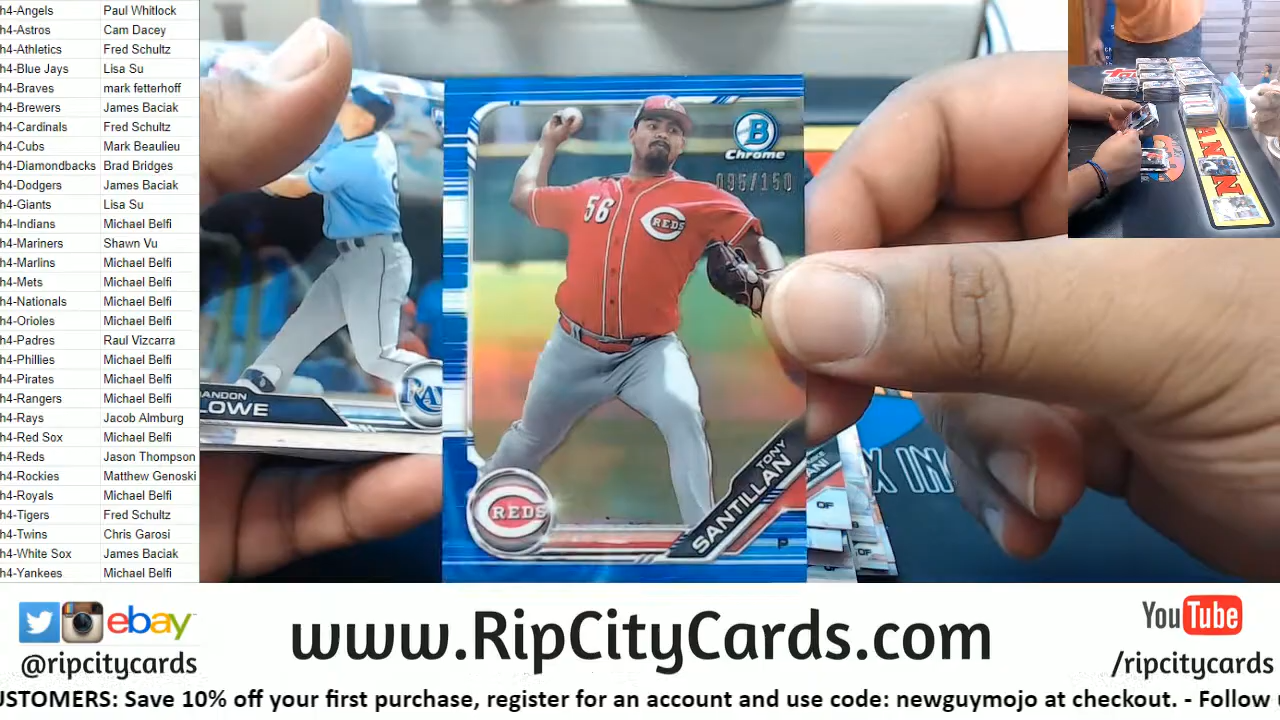 h4-Angels Paul Whitlock
h4-Astros Cam Dacey
h4-Athletics Fred Schultz
h4-Blue Jays Lisa Su
h4-Braves mark fetterhoff
h4-Brewers James Baciak
h4-Cardinals Fred Schultz
h4-Cubs Mark Beaulieu
h4-Diamondbacks Brad Bridges
h4-Dodgers James Baciak
h4-Giants Lisa Su
h4-Indians Michael Belfi
h4-Mariners Shawn Vu
h4-Marlins Michael Belfi
h4-Mets Michael Belfi
h4-Nationals Michael Belfi
h4-Orioles Michael Belfi
h4-Padres Raul Vizcarra
h4-Phillies Michael Belfi
h4-Pirates Michael Belfi
h4-Rangers Michael Belfi
h4-Rays Jacob Almburg
h4-Red Sox Michael Belfi
h4-Reds Jason Thompson
h4-Rockies Matthew Genoski
h4-Royals Michael Belfi
h4-Tigers Fred Schultz
h4-Twins Chris Garosi
h4-White Sox James Baciak
h4-Yankees Michael Belfi
ANDON
LOWE
RAYS
B
Chrome
095/150
56
REDS
REDS
TONY
SANTILLAN
P
ANI
OF
OF
X IN
ebay
@ripcitycards
www.RipCityCards.com
YouTube
/ripcitycards
USTOMERS: Save 10% off your first purchase, register for an account and use code: newguymojo at checkout. - Follow